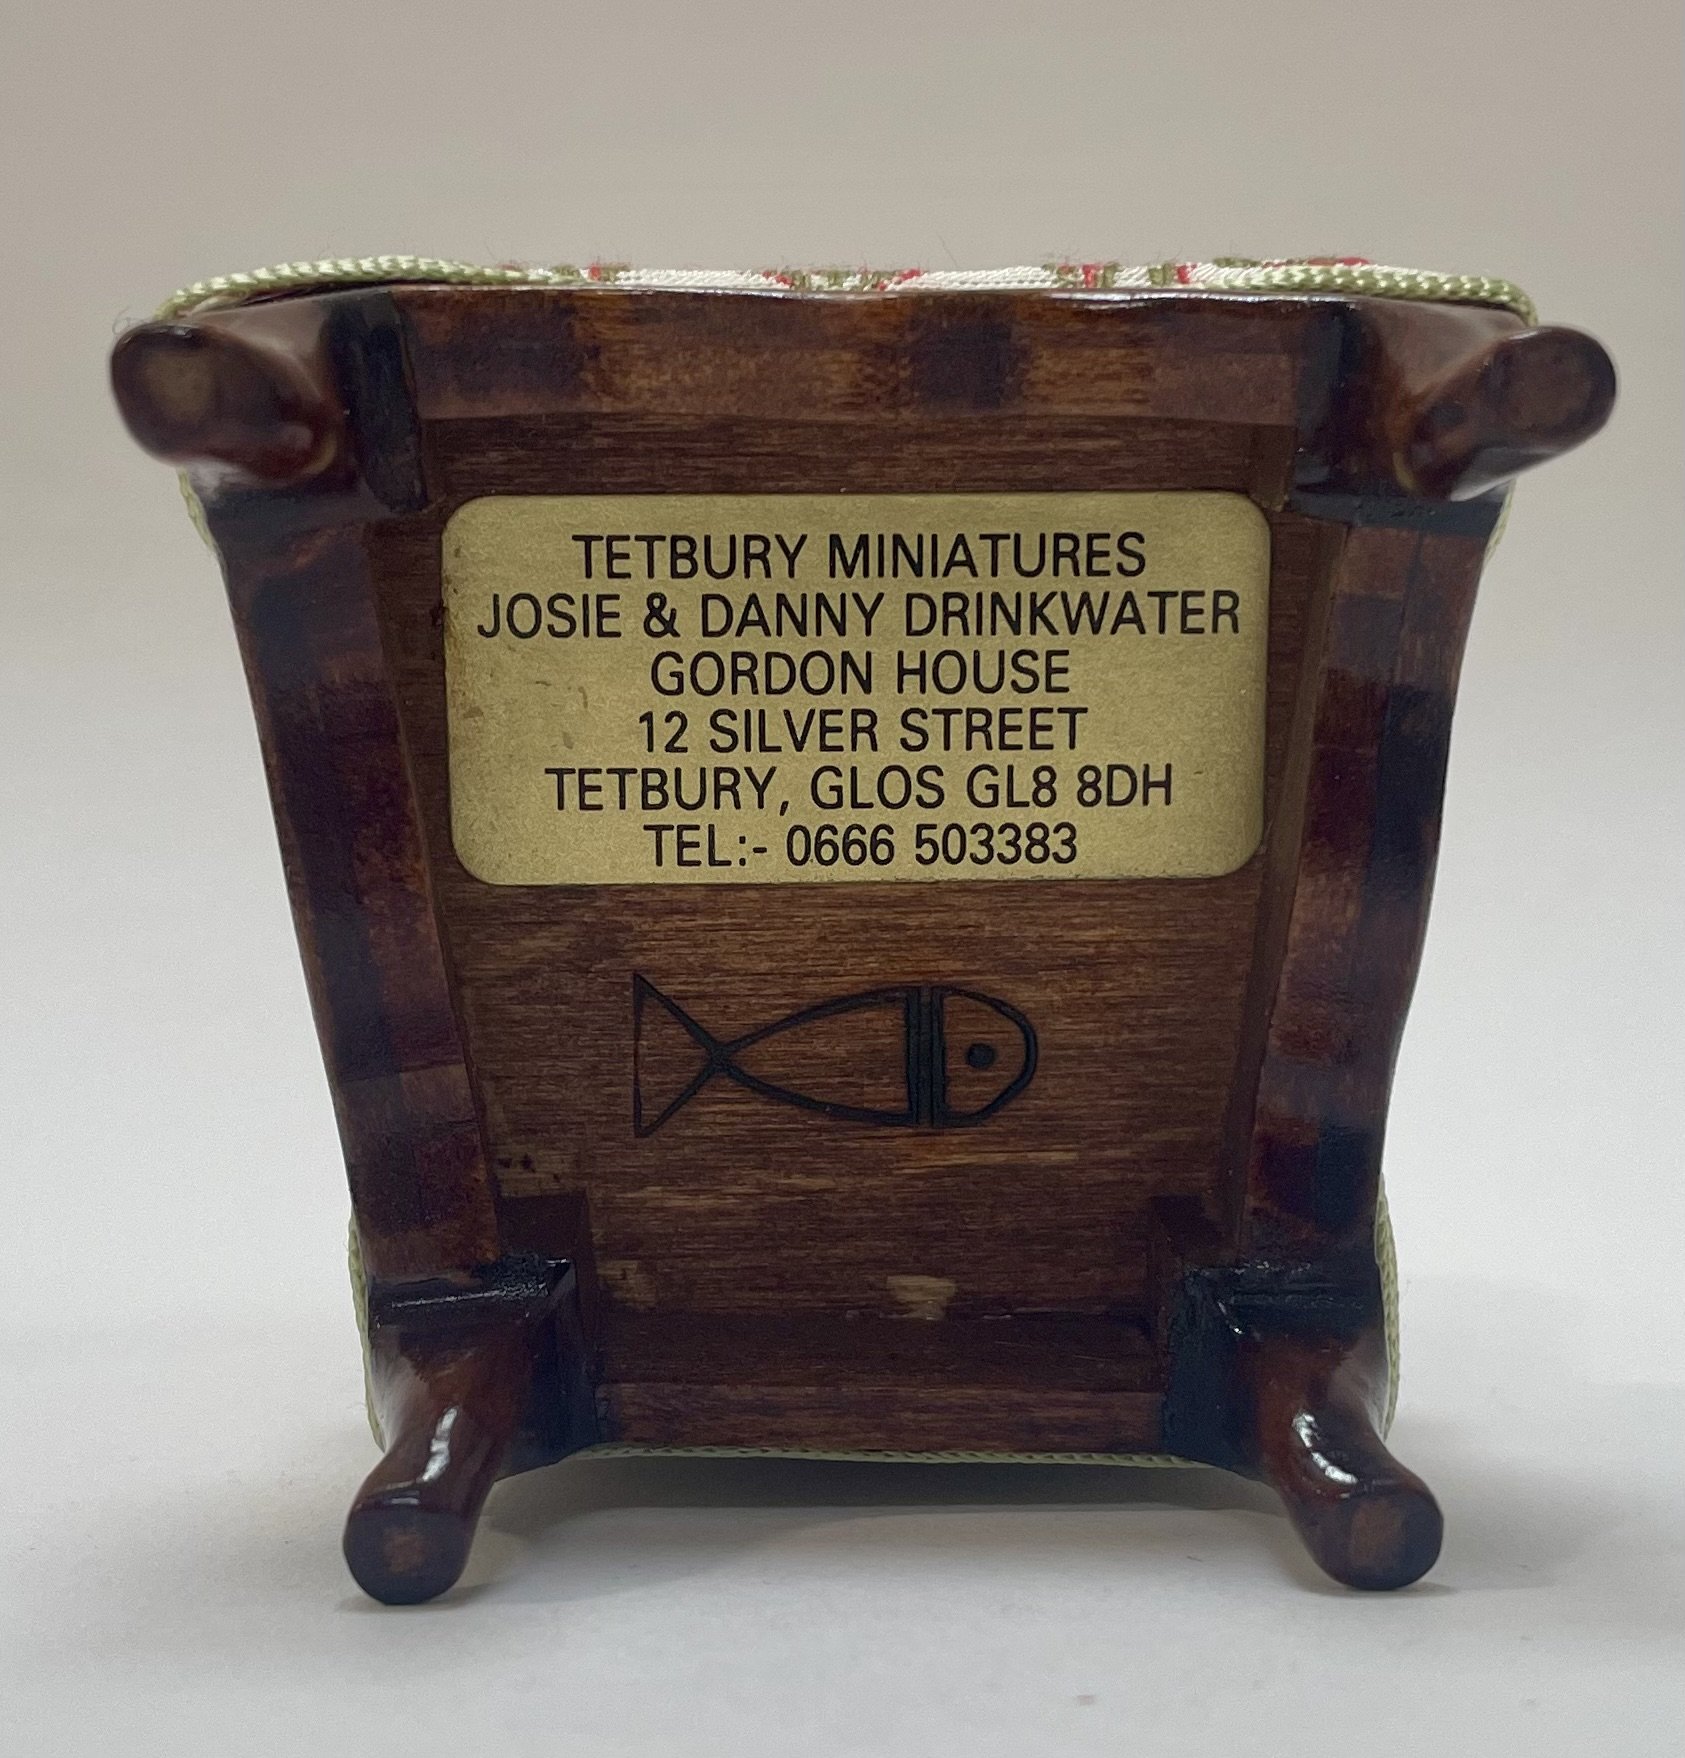 TETBURY MINIATURES
JOSIE & DANNY DRINKWATER
GORDON HOUSE
12 SILVER STREET
TETBURY, GLOS GL8 8DH
TEL:- 0666 503383